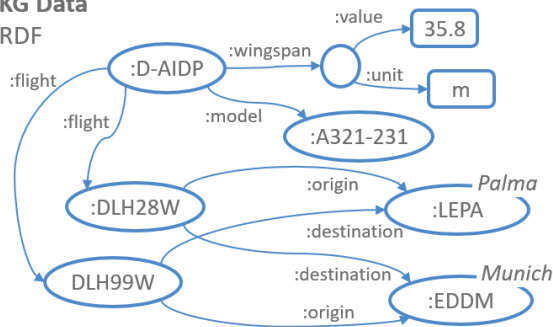 KG Data
RDF
:value
35.8
:wingspan
:D-AIDP
:flight
:unit
m
:model
:flight
:A321-231
:origin
Palma
:DLH28W
:LEPA
:destination
:destination
Munich
DLH99W
:EDDM
:origin